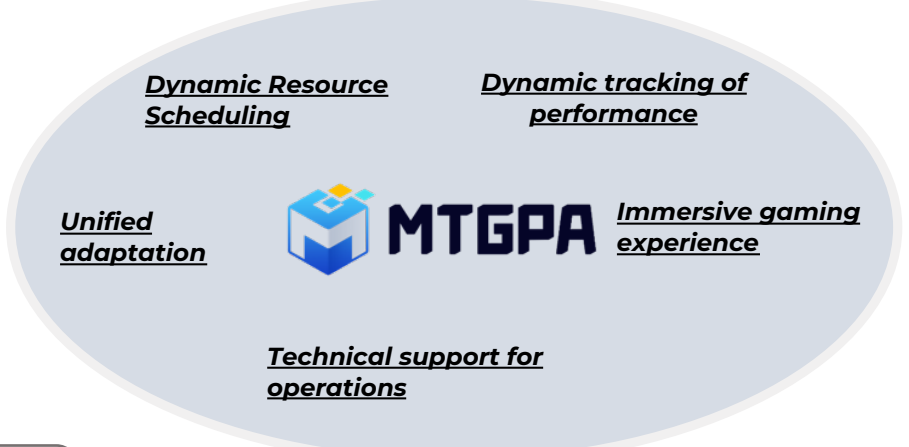 Dynamic Resource
Scheduling
Dynamic tracking of
performance
Unified
adaptation
MTGPA
Immersive gaming
experience
Technical support for
operations